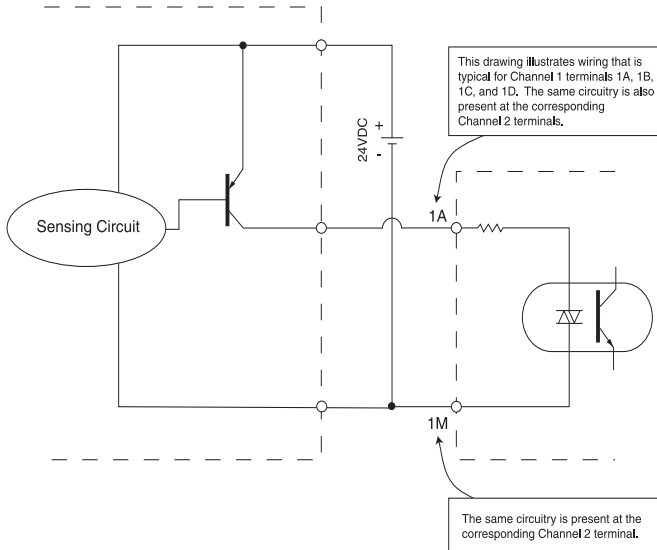 This drawing illustrates wiring that is
typical for Channel 1 terminals 1A, 1B,
1C, and 1D. The same circuitry is also
present at the corresponding
Channel 2 terminals.
24VDC
+
-
1A
Sensing Circuit
1M
The same circuitry is present at the
corresponding Channel 2 terminal.